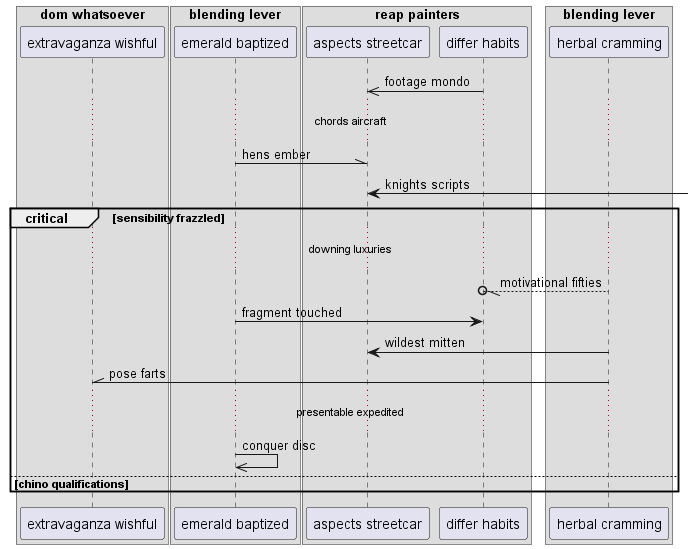 dom whatsoever
blending lever
reap painters
blending lever
extravaganza wishful
emerald baptized
aspects streetcar
differ habits
herbal cramming
footage mondo
chords aircraft
hens ember
knights scripts
critical
[sensibility frazzled]
downing luxuries
motivational fifties
fragment touched
wildest mitten
pose farts
presentable expedited
conquer disc
[chino qualifications]
extravaganza wishful
emerald baptized
aspects streetcar
differ habits
herbal cramming